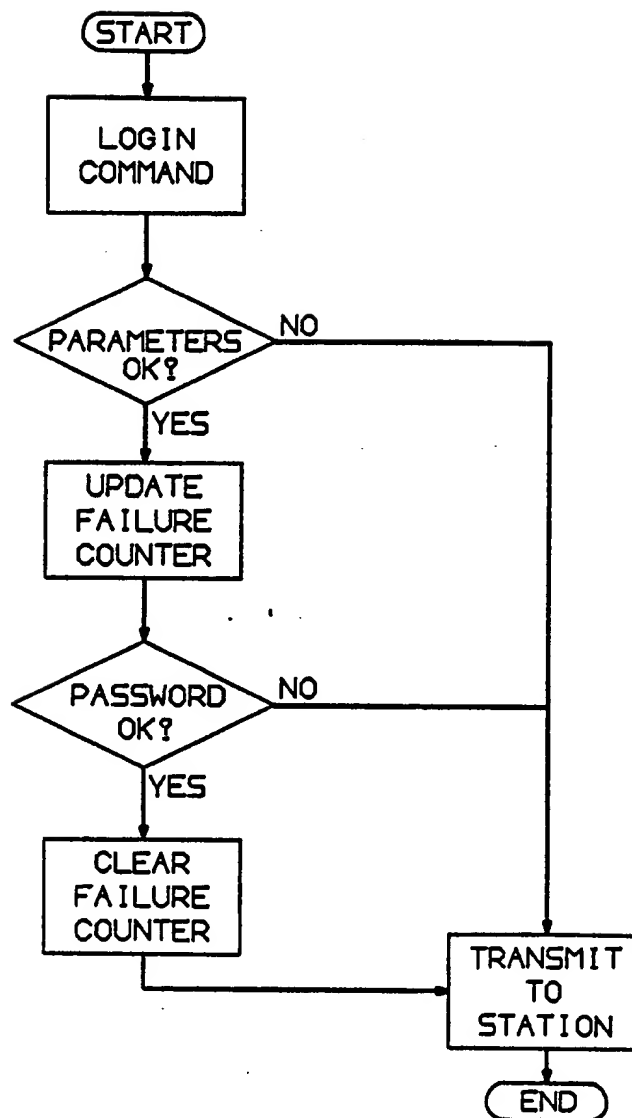 START
LOGIN
COMMAND
PARAMETERS
OK?
NO
YES
UPDATE
FAILURE
COUNTER
PASSWORD
OK?
NO
YES
CLEAR
FAILURE
COUNTER
TRANSMIT
TO
STATION
END